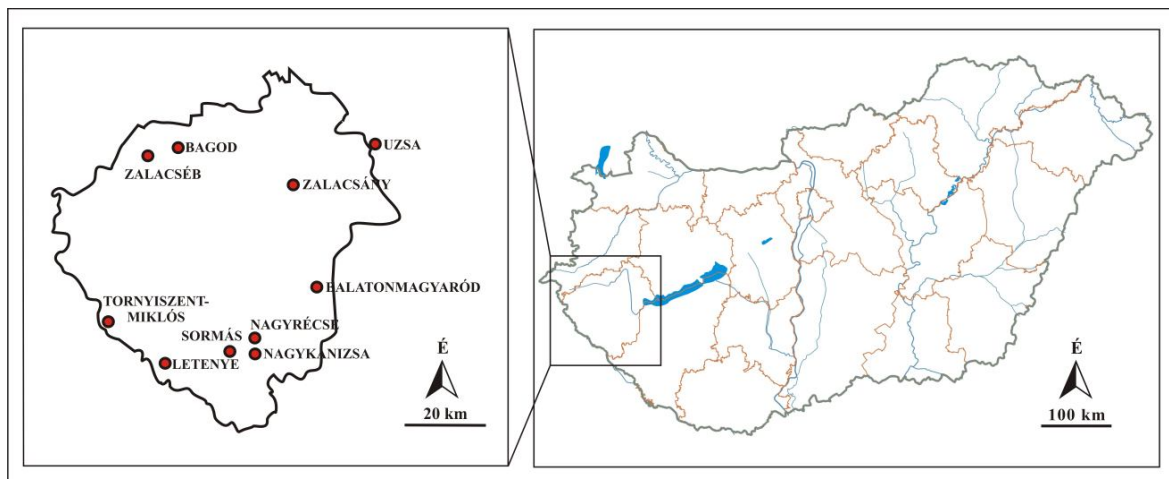 BAGOD
ZALACSÉB
UZSA
ZALACSÁNY
BALATONMAGYARÓD
TORNYISZENT-
MIKLÓS
SORMÁS
NAGYRÉCSE
NAGYKANIZSA
LETENYE
É
20 km
É
100 km